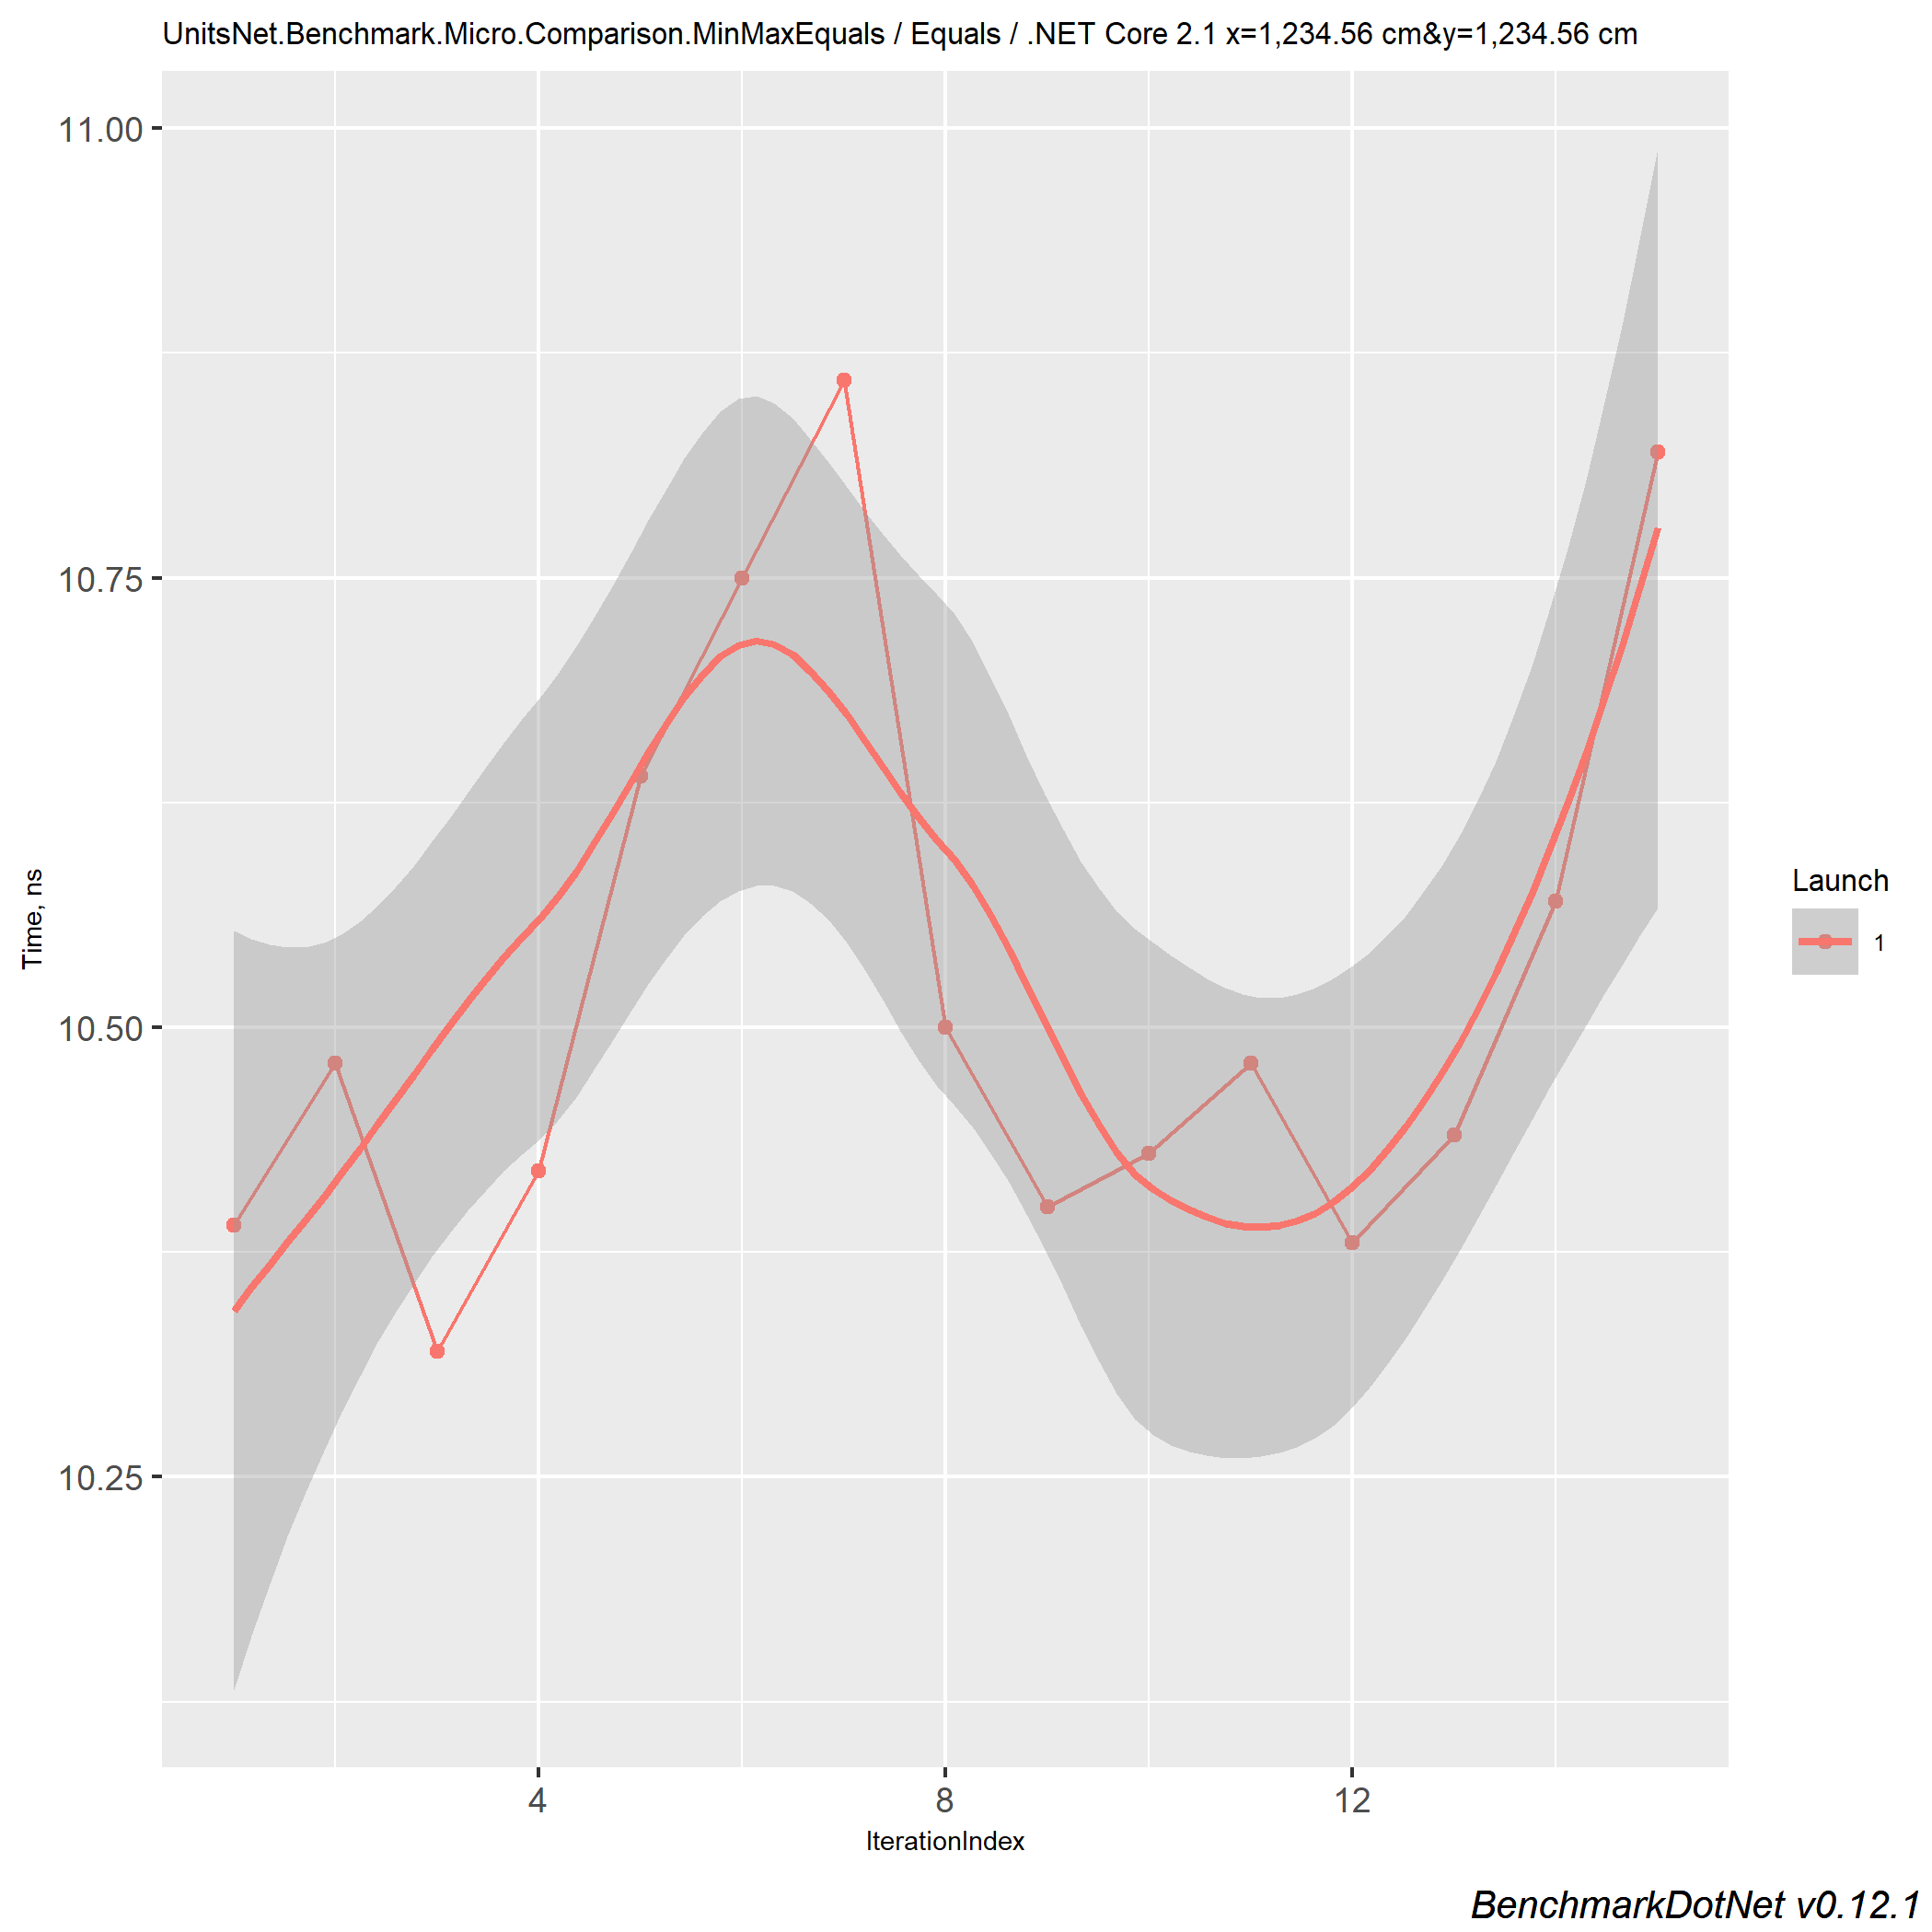 UnitsNet.Benchmark.Micro.Comparison.MinMaxEquals / Equals / .NET Core 2.1 x=1,234.56 cm&y=1,234.56 cm
11.00
10.75
10.50
10.25
Time, ns
4
8
12
IterationIndex
Launch
1
BenchmarkDotNet v0.12.1